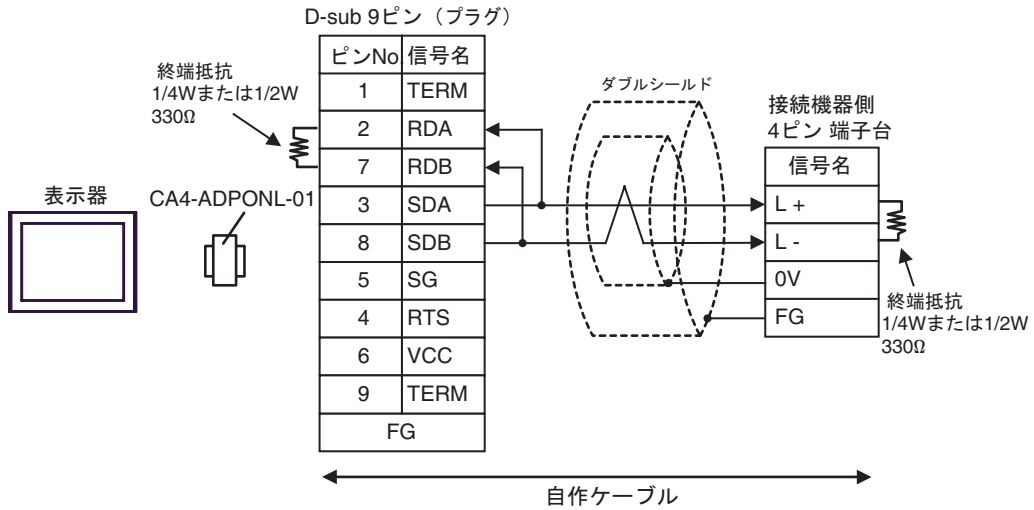 D-sub 9ピン（プラグ）
ピンNo. 信号名
1 TERM
2 RDA
7 RDB
3 SDA
8 SDB
5 SG
4 RTS
6 VCC
9 TERM
FG
終端抵抗
1/4Wまたは1/2W
330Ω
表示器
CA4-ADPONL-01
ダブルシールド
接続機器側
4ピン 端子台
信号名
L +
L -
0V
FG
終端抵抗
1/4Wまたは1/2W
330Ω
自作ケーブル